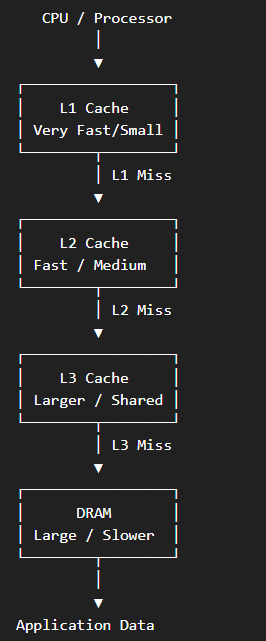 CPU / Processor
L1 Cache
Very Fast/Small
L1 Miss
L2 Cache
Fast / Medium
L2 Miss
L3 Cache
Larger / Shared
L3 Miss
DRAM
Large / Slower
Application Data